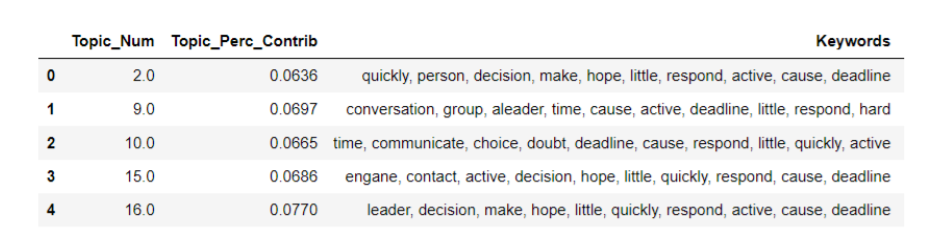 Topic_Num Topic_Perc_Contrib Keywords
0 2.0 0.0636 quickly, person, decision, make, hope, little, respond, active, cause, deadline
1 9.0 0.0697 conversation, group, aleader, time, cause, active, deadline, little, respond, hard
2 10.0 0.0665 time, communicate, choice, doubt, deadline, cause, respond, little, quickly, active
3 15.0 0.0686 engane, contact, active, decision, hope, little, quickly, respond, cause, deadline
4 16.0 0.0770 leader, decision, make, hope, little, quickly, respond, active, cause, deadline